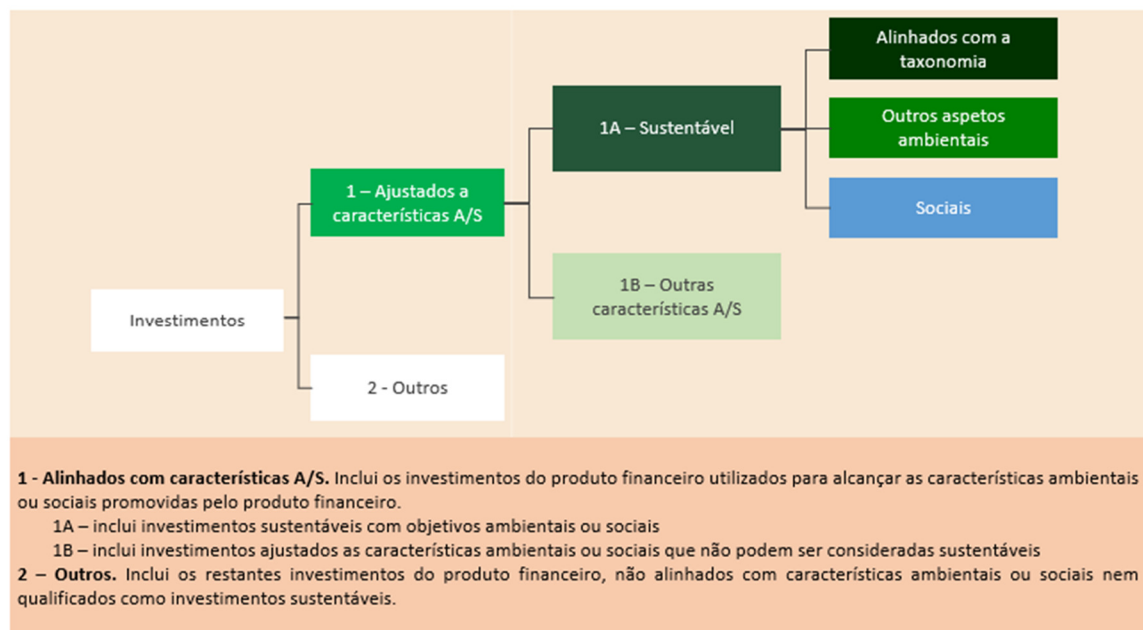 Alinhados com a
taxonomia
1A – Sustentável
Outros aspetos
ambientais
1 – Ajustados a
características A/S
Sociais
1B – Outras
características A/S
Investimentos
2 - Outros
1 - Alinhados com características A/S. Inclui os investimentos do produto financeiro utilizados para alcançar as características ambientais
ou sociais promovidas pelo produto financeiro.
1A – inclui investimentos sustentáveis com objetivos ambientais ou sociais
1B – inclui investimentos ajustados as características ambientais ou sociais que não podem ser consideradas sustentáveis
2 – Outros. Inclui os restantes investimentos do produto financeiro, não alinhados com características ambientais ou sociais nem
qualificados como investimentos sustentáveis.